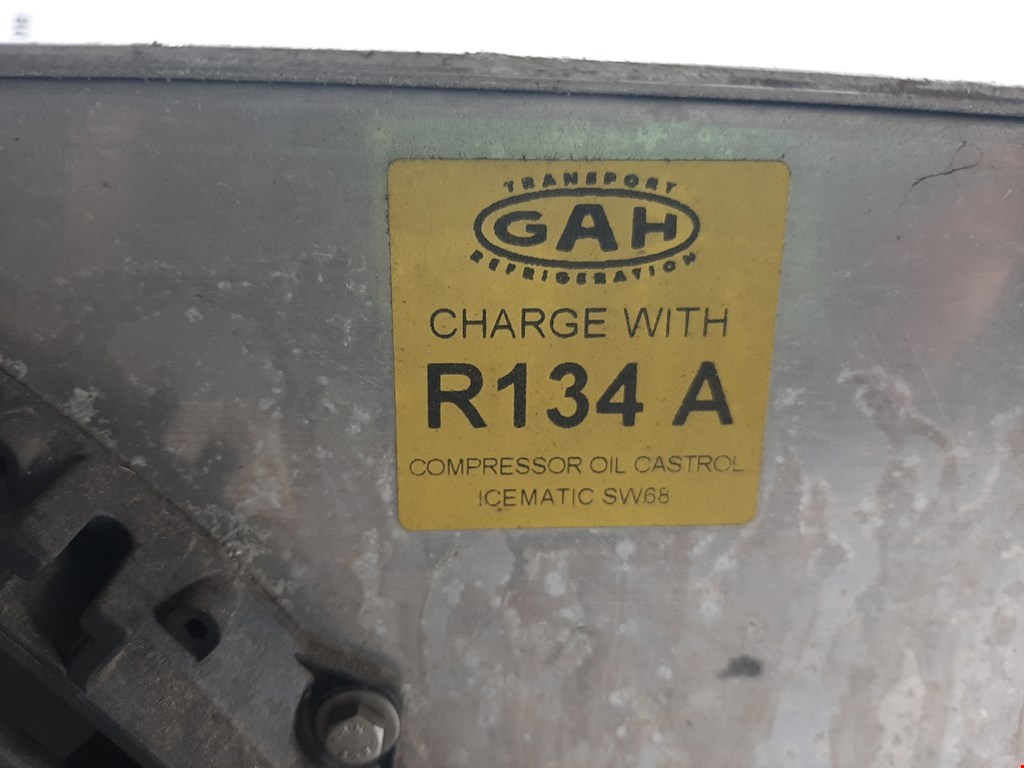 TRANSPORT
GAH
REFRIGERATION
CHARGE WITH
R134 A
COMPRESSOR OIL CASTROL
ICEMATIC SW68